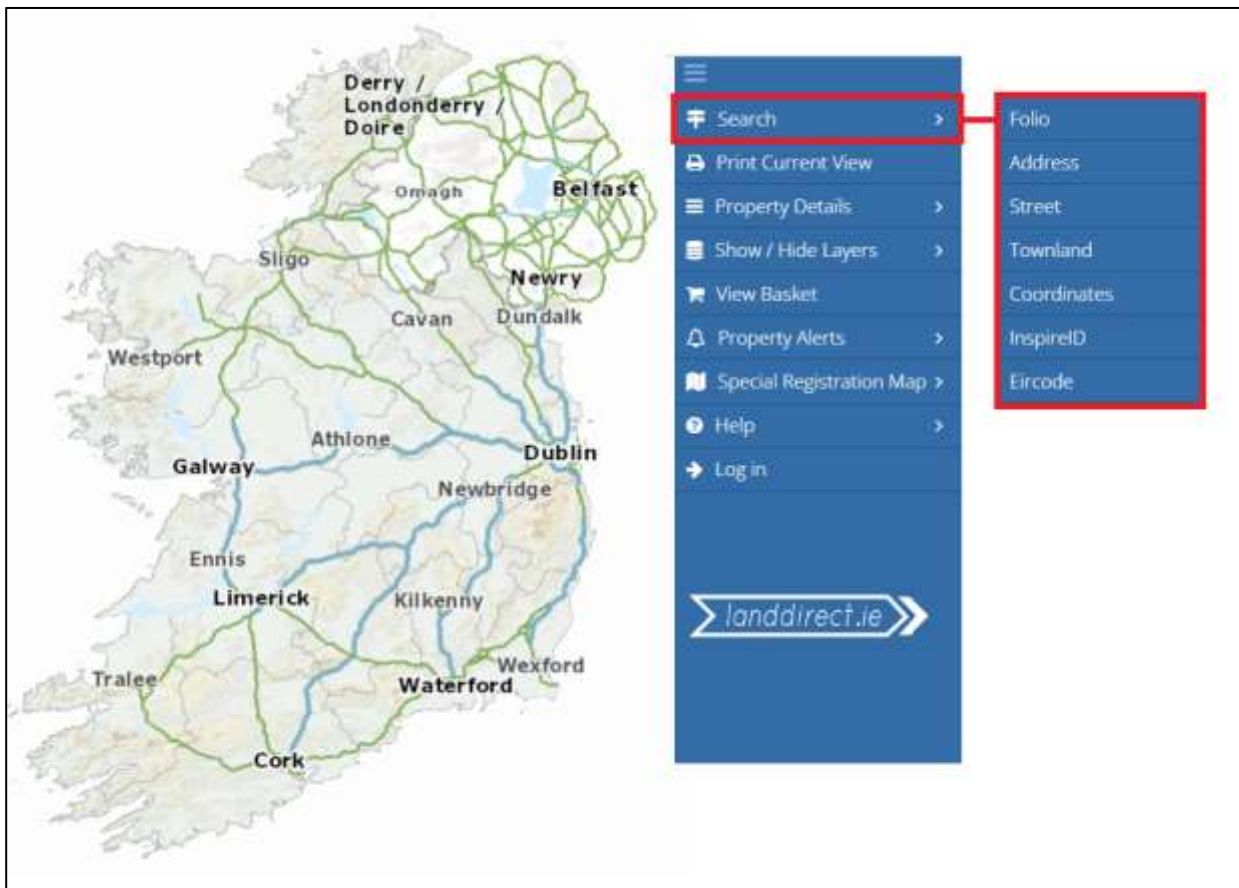 Derry /
Londonderry /
Doire
Omagh
Belfast
Sligo
Newry
Cavan
Dundalk
Westport
Athlone
Dublin
Galway
Newbridge
Ennis
Limerick
Kilkenny
Tralee
Wexford
Waterford
Cork
Search
Print Current View
Property Details
Show / Hide Layers
View Basket
Property Alerts
Special Registration Map
Help
Log in
landdirect.ie
Folio
Address
Street
Townland
Coordinates
InspireID
Eircode